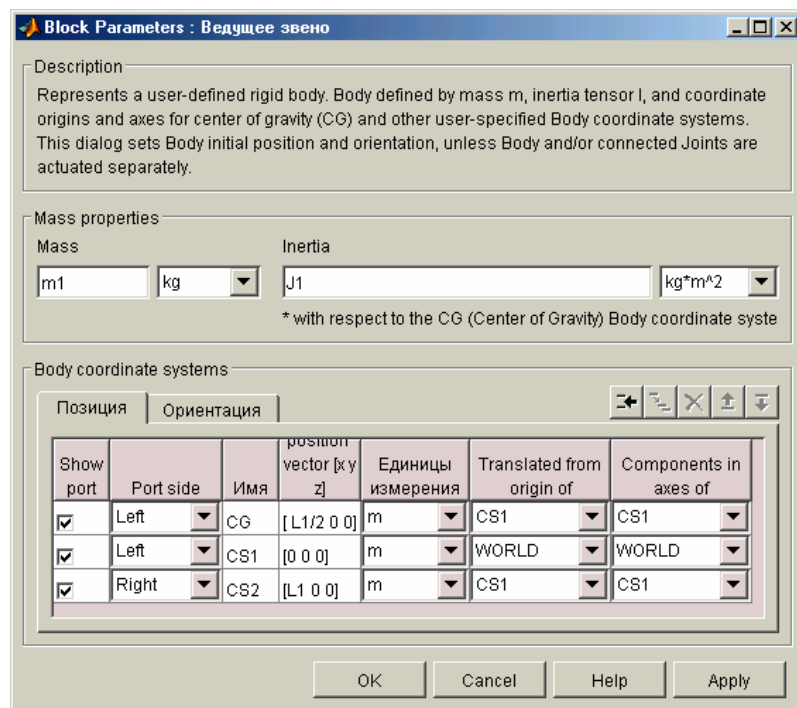 Block Parameters : Ведущее звено
Description
Represents a user-defined rigid body. Body defined by mass m, inertia tensor I, and coordinate
origins and axes for center of gravity (CG) and other user-specified Body coordinate systems.
This dialog sets Body initial position and orientation, unless Body and/or connected Joints are
actuated separately.
Mass properties
Mass Inertia
m1 kg J1 kg*m^2
* with respect to the CG (Center of Gravity) Body coordinate syste
Body coordinate systems
Позиция Ориентация
Show port Port side Имя position vector [x y z] Единицы измерения Translated from origin of Components in axes of
Left CG [ L1/2 0 0] m CS1 CS1
Left CS1 [0 0 0] m WORLD WORLD
Right CS2 [L1 0 0] m CS1 CS1
OK Cancel Help Apply